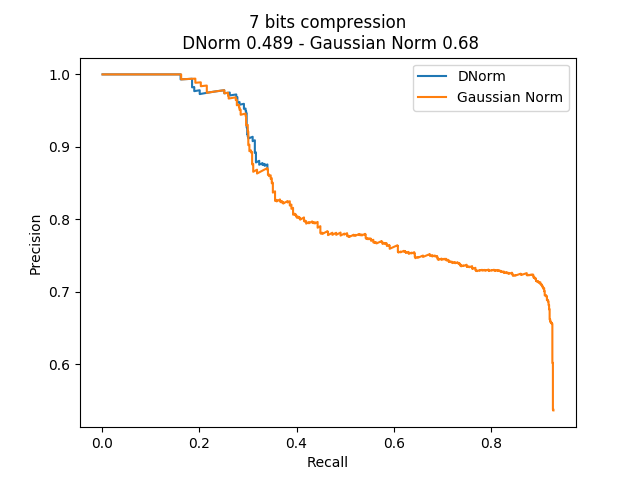 7 bits compression
DNorm 0.489 - Gaussian Norm 0.68
DNorm
Gaussian Norm
1.0
0.9
0.8
0.7
0.6
Precision
0.0 0.2 0.4 0.6 0.8
Recall